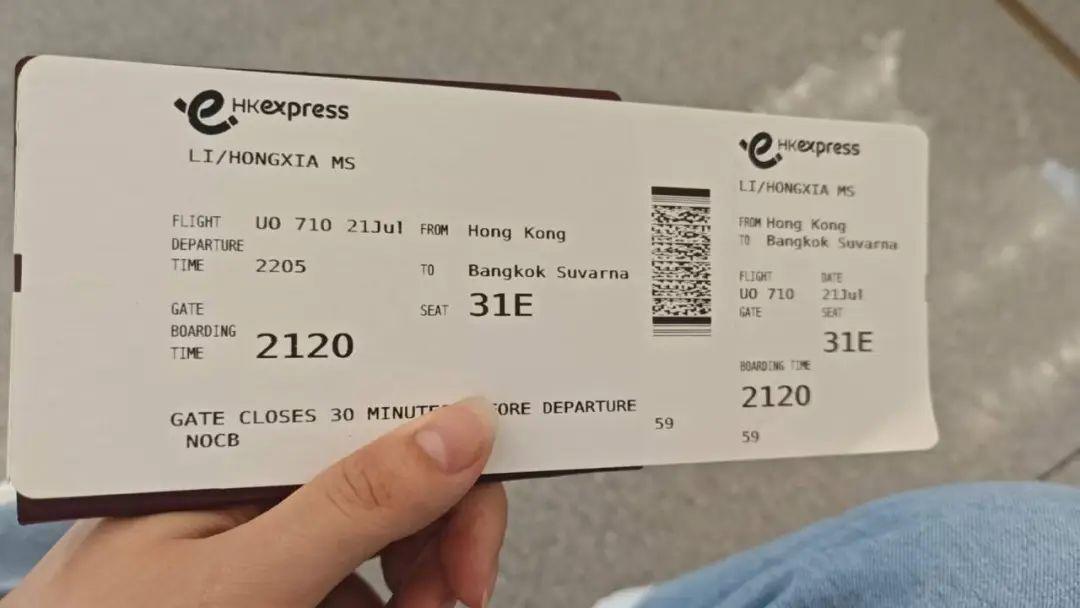 HKexpress
LI/HONGXIA MS
FLIGHT UO 710 21Jul FROM Hong Kong
DEPARTURE
TIME 2205 TO Bangkok Suvarna
GATE SEAT 31E
BOARDING
TIME 2120
GATE CLOSES 30 MINUTE ORE DEPARTURE
NOCB
59
HKexpress
LI/HONGXIA MS
FROM Hong Kong
TO Bangkok Suvarna
FLIGHT DATE
UO 710 21Jul
GATE SEAT
31E
BOARDING TIME
2120
59